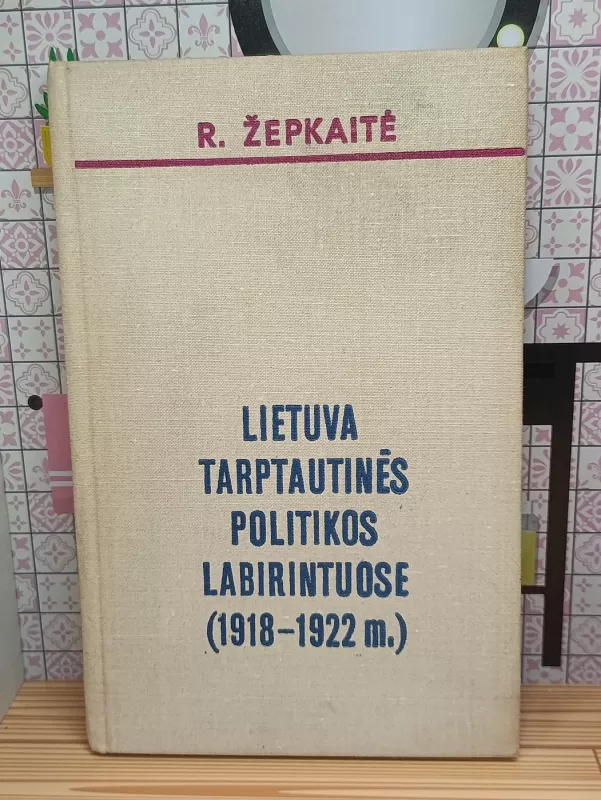 R. ŽEPKAITĖ
LIETUVA
TARPTAUTINĖS
POLITIKOS
LABIRINTUOSE
(1918–1922 m.)